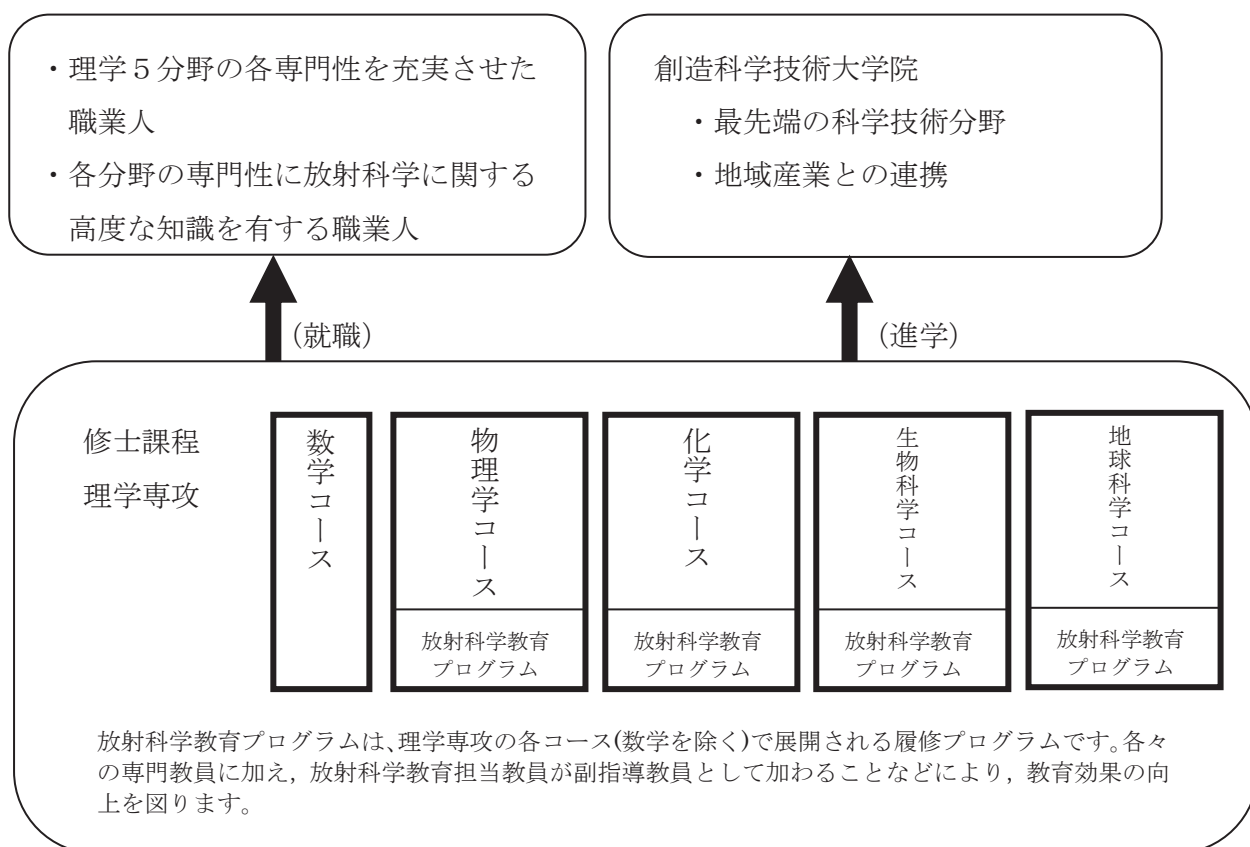 ・理学５分野の各専門性を充実させた
職業人
・各分野の専門性に放射科学に関する
高度な知識を有する職業人
創造科学技術大学院
・最先端の科学技術分野
・地域産業との連携
(就職)
(進学)
修士課程
理学専攻
数学コース
物理学コース
放射科学教育
プログラム
化学コース
放射科学教育
プログラム
生物科学コース
放射科学教育
プログラム
地球科学コース
放射科学教育
プログラム
放射科学教育プログラムは、理学専攻の各コース(数学を除く)で展開される履修プログラムです。各々
の専門教員に加え，放射科学教育担当教員が副指導教員として加わることなどにより，教育効果の向
上を図ります。